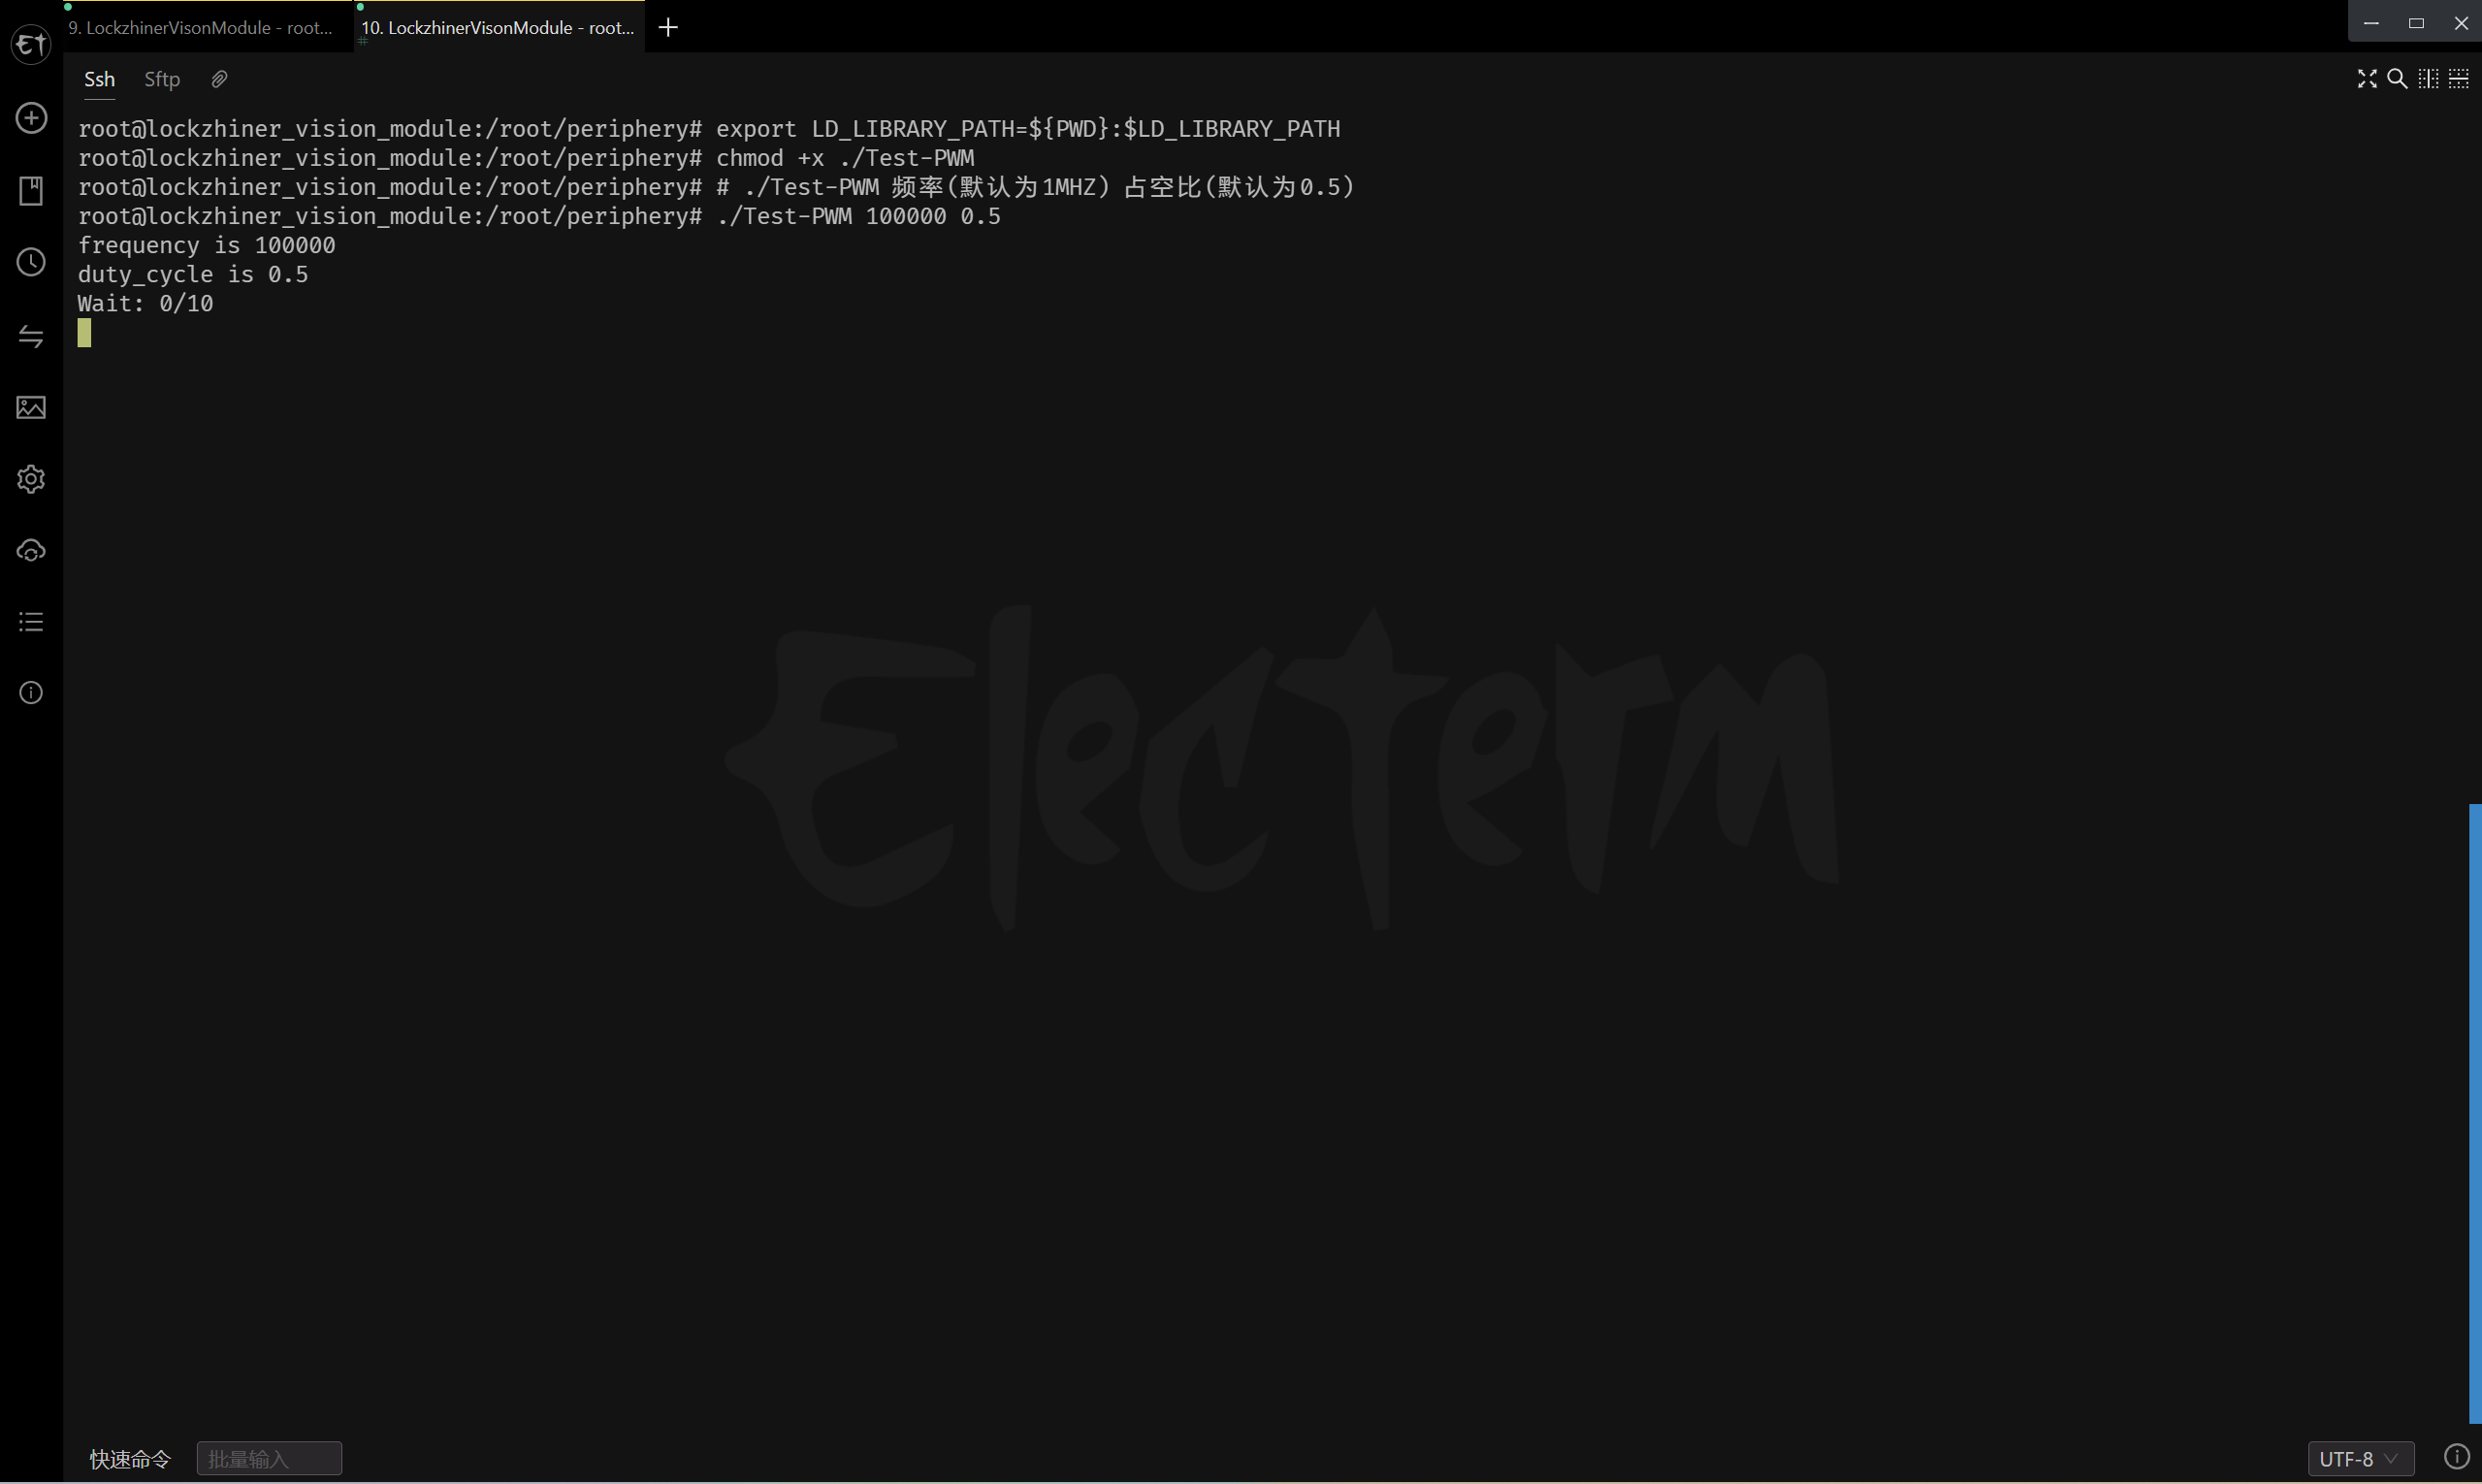 9. LockzhinerVisonModule - root...
10. LockzhinerVisonModule - root...
Ssh
Sftp
root@lockzhiner_vision_module:/root/periphery# export LD_LIBRARY_PATH=${PWD}:$LD_LIBRARY_PATH
root@lockzhiner_vision_module:/root/periphery# chmod +x ./Test-PWM
root@lockzhiner_vision_module:/root/periphery# # ./Test-PWM 频率(默认为1MHZ) 占空比(默认为0.5)
root@lockzhiner_vision_module:/root/periphery# ./Test-PWM 100000 0.5
frequency is 100000
duty_cycle is 0.5
Wait: 0/10
Electerm
快速命令
批量输入
UTF-8